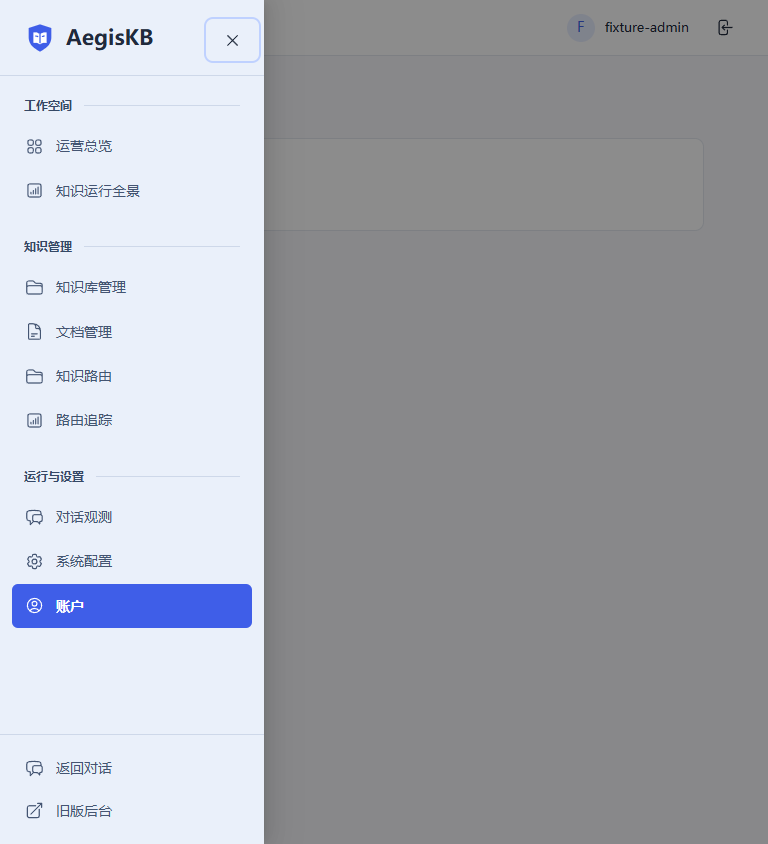 AegisKB
F fixture-admin
工作空间
运营总览
知识运行全景
知识管理
知识库管理
文档管理
知识路由
路由追踪
运行与设置
对话观测
系统配置
账户
返回对话
旧版后台